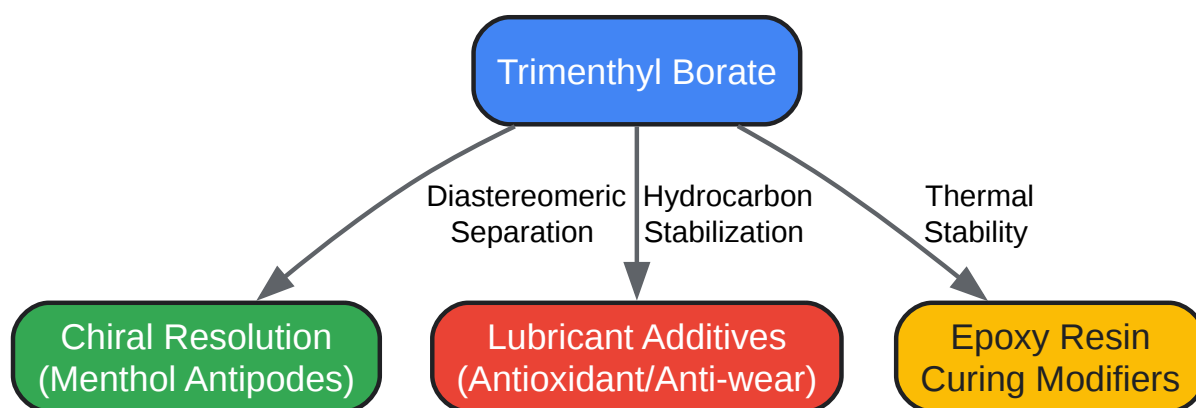 Trimenthyl Borate
Diastereomeric
Separation
Hydrocarbon
Stabilization
Thermal
Stability
Chiral Resolution
(Menthol Antipodes)
Lubricant Additives
(Antioxidant/Anti-wear)
Epoxy Resin
Curing Modifiers